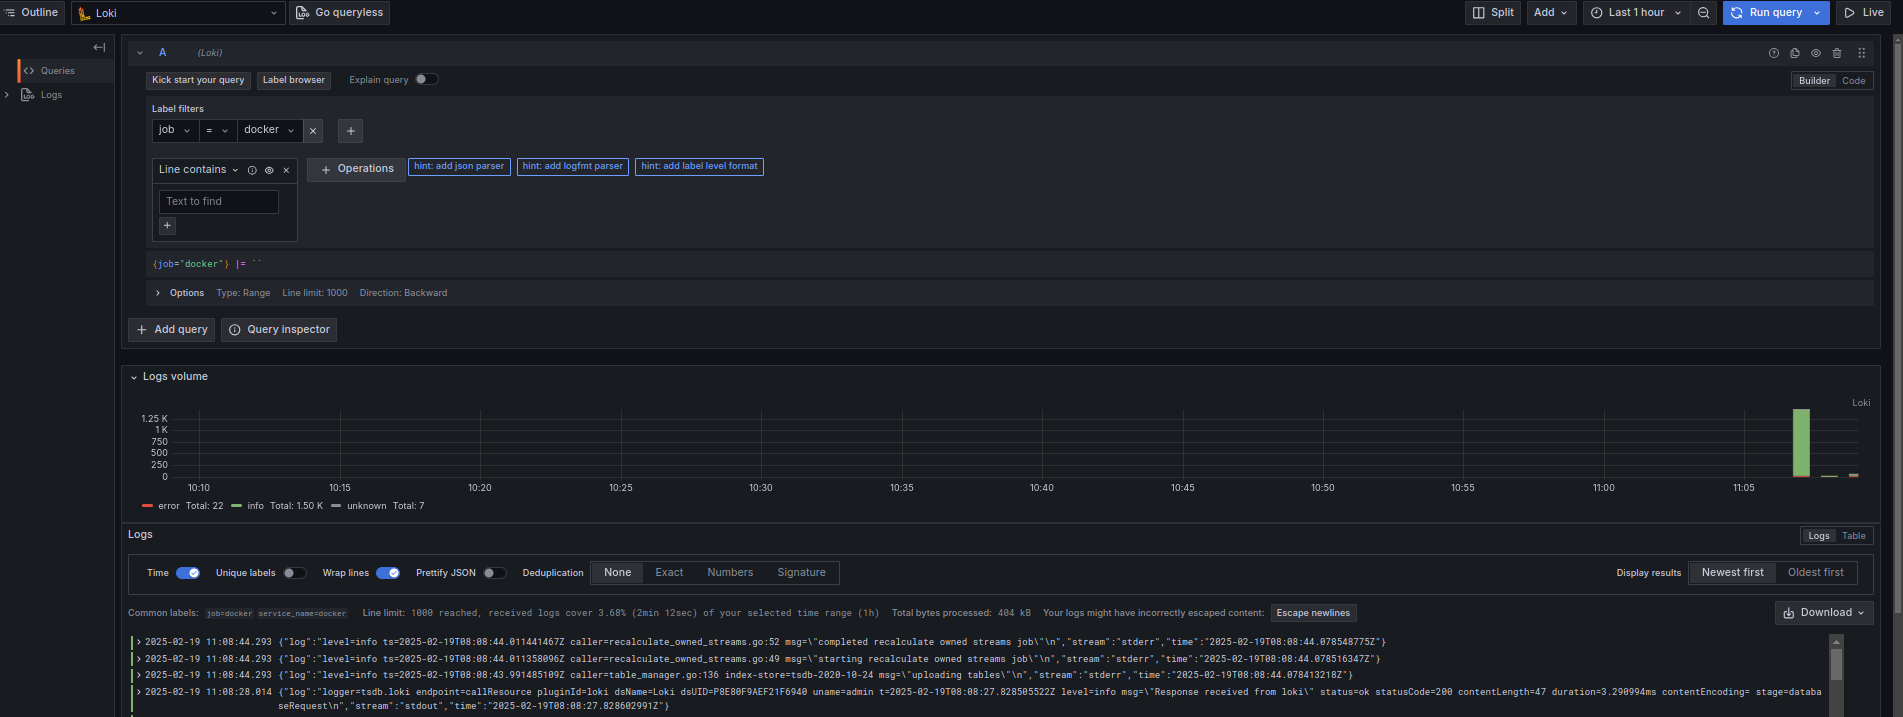 Outline Loki Go queryless Split Add Last 1 hour Run query Live
Queries
Logs
A (Loki)
Kick start your query Label browser Explain query Builder Code
Label filters
job = docker
Line contains Operations hint: add json parser hint: add logfmt parser hint: add label level format
Text to find
{job="docker"} |= ``
Options Type: Range Line limit: 1000 Direction: Backward
+ Add query Query inspector
Logs volume
Loki
1.25 K
1 K
750
500
250
0
10:10 10:15 10:20 10:25 10:30 10:35 10:40 10:45 10:50 10:55 11:00 11:05
error Total: 22 info Total: 1.50 K unknown Total: 7
Logs Logs Table
Time Unique labels Wrap lines Prettify JSON Deduplication None Exact Numbers Signature Display results Newest first Oldest first
Common labels: job=docker service_name=docker Line limit: 1000 reached, received logs cover 3.68% (2min 12sec) of your selected time range (1h) Total bytes processed: 404 kB Your logs might have incorrectly escaped content: Escape newlines Download
2025-02-19 11:08:44.293 {"log":"level=info ts=2025-02-19T08:08:44.011441467Z caller=recalculate_owned_streams.go:52 msg=\"completed recalculate owned streams job\"\n","stream":"stderr","time":"2025-02-19T08:08:44.078548775Z"}
2025-02-19 11:08:44.293 {"log":"level=info ts=2025-02-19T08:08:44.011358096Z caller=recalculate_owned_streams.go:49 msg=\"starting recalculate owned streams job\"\n","stream":"stderr","time":"2025-02-19T08:08:44.078516347Z"}
2025-02-19 11:08:44.293 {"log":"level=info ts=2025-02-19T08:08:43.991485109Z caller=table_manager.go:136 index-store=tsdb-2020-10-24 msg=\"uploading tables\"\n","stream":"stderr","time":"2025-02-19T08:08:44.078413218Z"}
2025-02-19 11:08:28.014 {"log":"logger=tsdb.loki endpoint=callResource pluginId=loki dsName=Loki dsUID=P8E80F9AEF21F6940 uname=admin t=2025-02-19T08:08:27.828505522Z level=info msg=\"Response received from loki\" status=ok statusCode=200 contentLength=47 duration=3.290994ms contentEncoding= stage=databa
seRequest\n","stream":"stdout","time":"2025-02-19T08:08:27.828602991Z"}